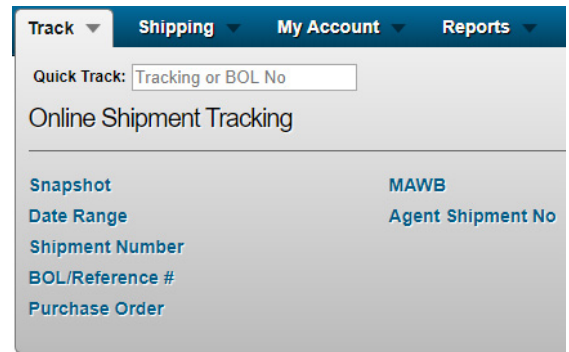 Track Shipping My Account Reports
Quick Track: Tracking or BOL No
Online Shipment Tracking
Snapshot MAWB
Date Range Agent Shipment No
Shipment Number
BOL/Reference #
Purchase Order